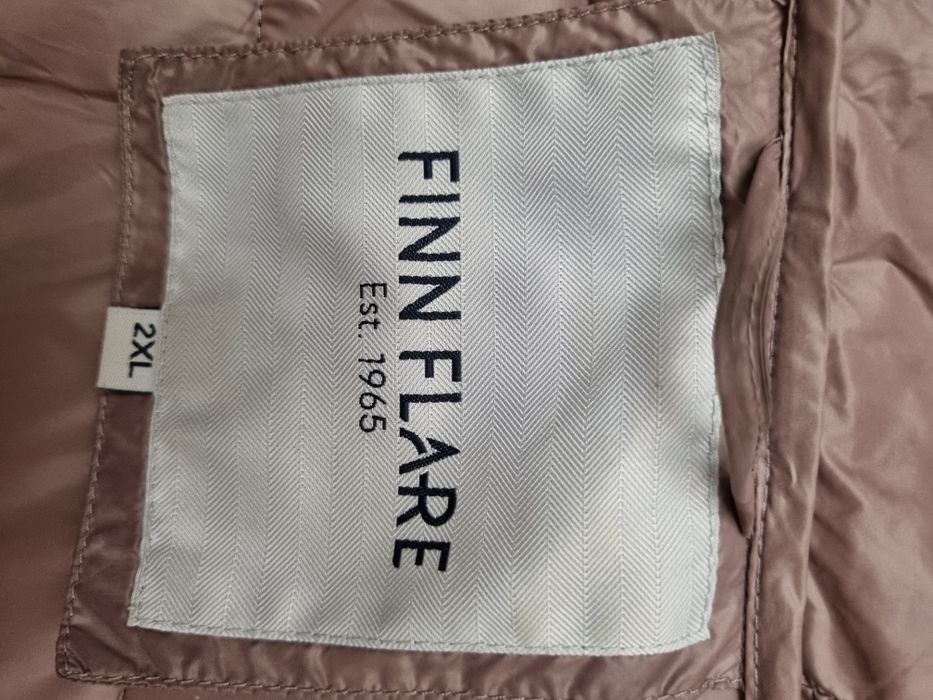 FINN FLARE
Est. 1965
2XL